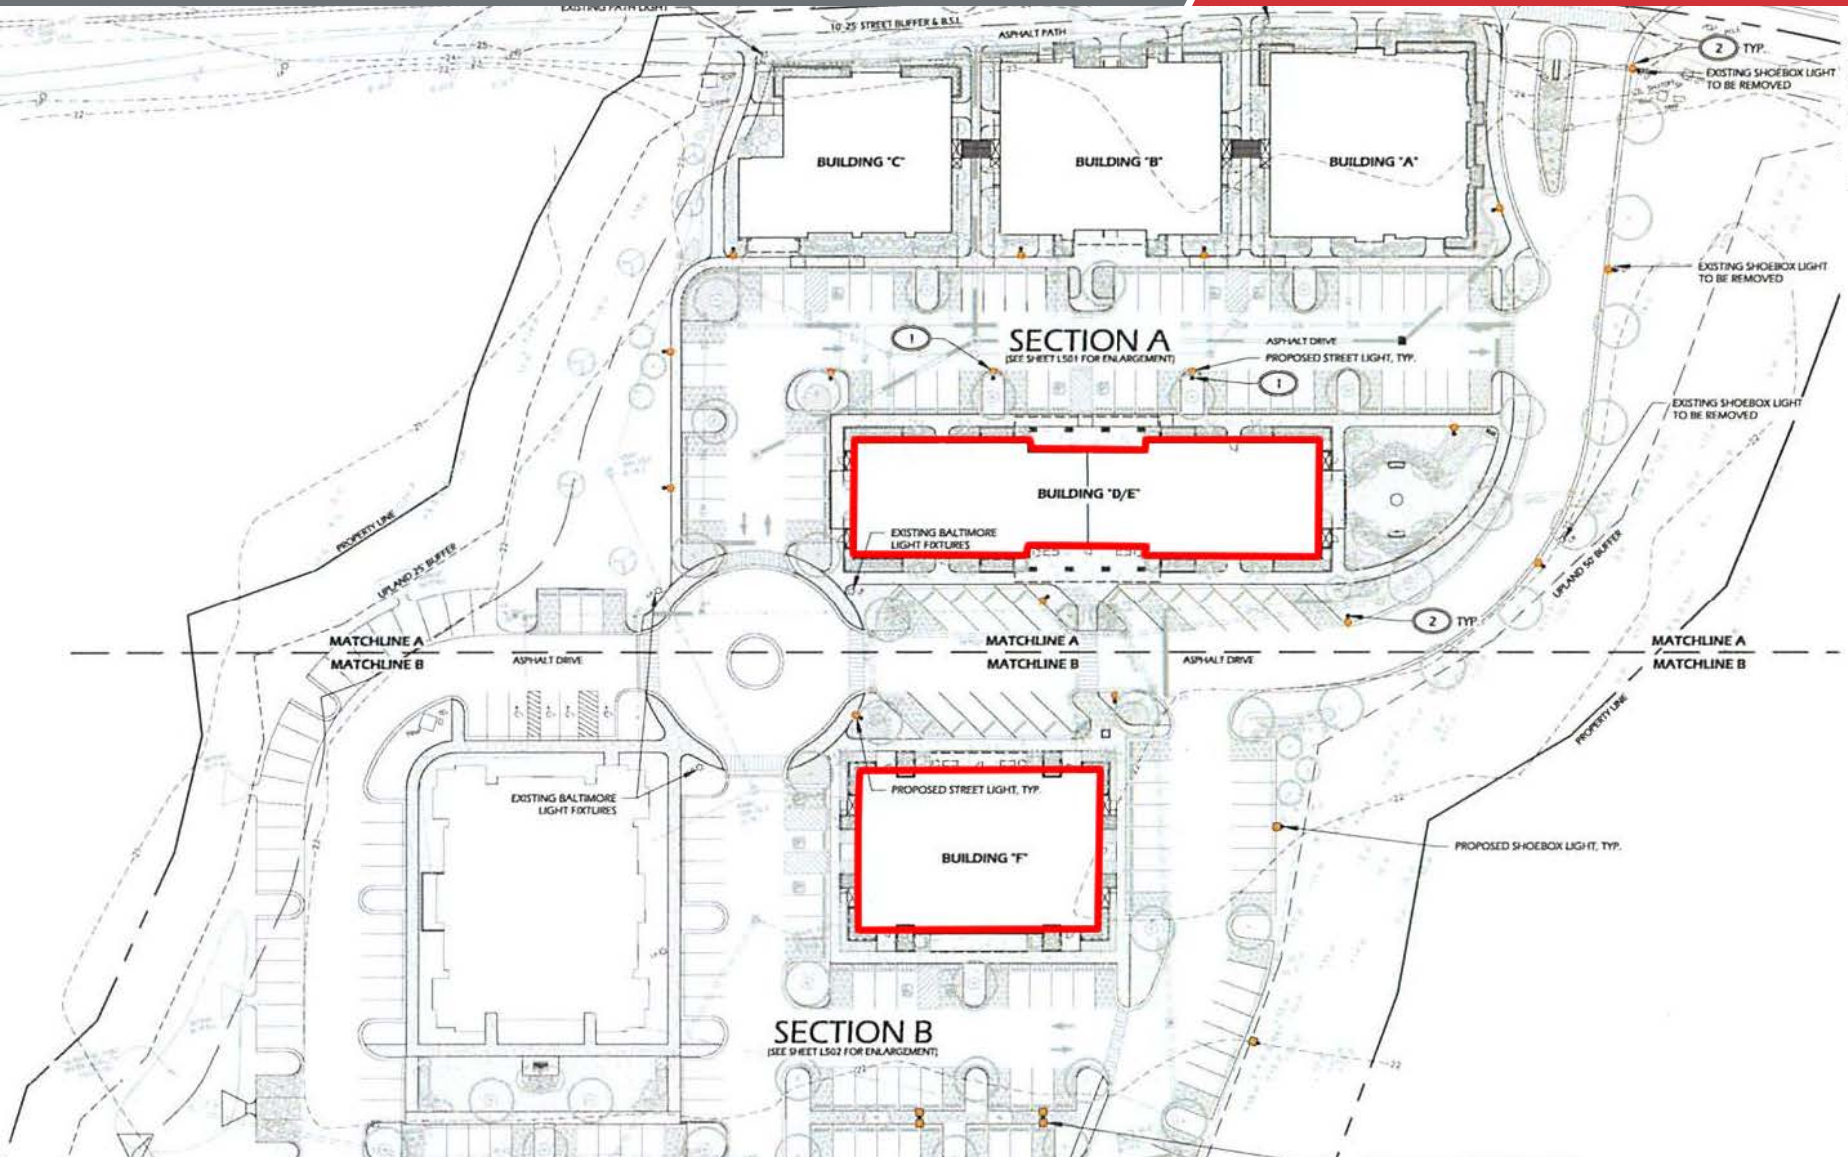 EXISTING PATH LIGHT
10'-25' STREET BUFFER & B.S.L.
ASPHALT PATH
2 TYP.
EXISTING SHOEBOX LIGHT
TO BE REMOVED
BUILDING "C"
BUILDING "B"
BUILDING "A"
EXISTING SHOEBOX LIGHT
TO BE REMOVED
1
SECTION A
(SEE SHEET L501 FOR ENLARGEMENT)
ASPHALT DRIVE
PROPOSED STREET LIGHT, TYP.
1
EXISTING SHOEBOX LIGHT
TO BE REMOVED
BUILDING "D/E"
PROPERTY LINE
EXISTING BALTIMORE
LIGHT FIXTURES
UPLAND 25' BUFFER
UPLAND 50' BUFFER
2 TYP.
MATCHLINE A
MATCHLINE B
ASPHALT DRIVE
MATCHLINE A
MATCHLINE B
ASPHALT DRIVE
MATCHLINE A
MATCHLINE B
PROPERTY LINE
EXISTING BALTIMORE
LIGHT FIXTURES
PROPOSED STREET LIGHT, TYP.
BUILDING "F"
PROPOSED SHOEBOX LIGHT, TYP.
SECTION B
(SEE SHEET L502 FOR ENLARGEMENT)
22
22
22